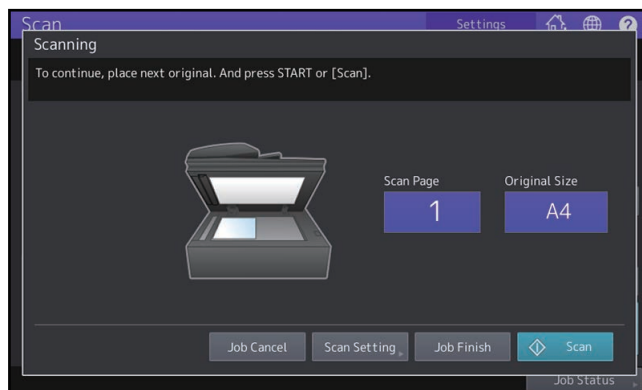 Scan
Settings
Scanning
To continue, place next original. And press START or [Scan].
Scan Page
Original Size
1
A4
Job Cancel
Scan Setting
Job Finish
Scan
Job Status